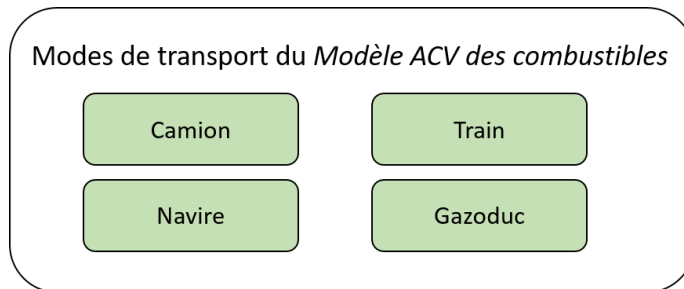 Modes de transport du Modèle ACV des combustibles
Camion
Train
Navire
Gazoduc